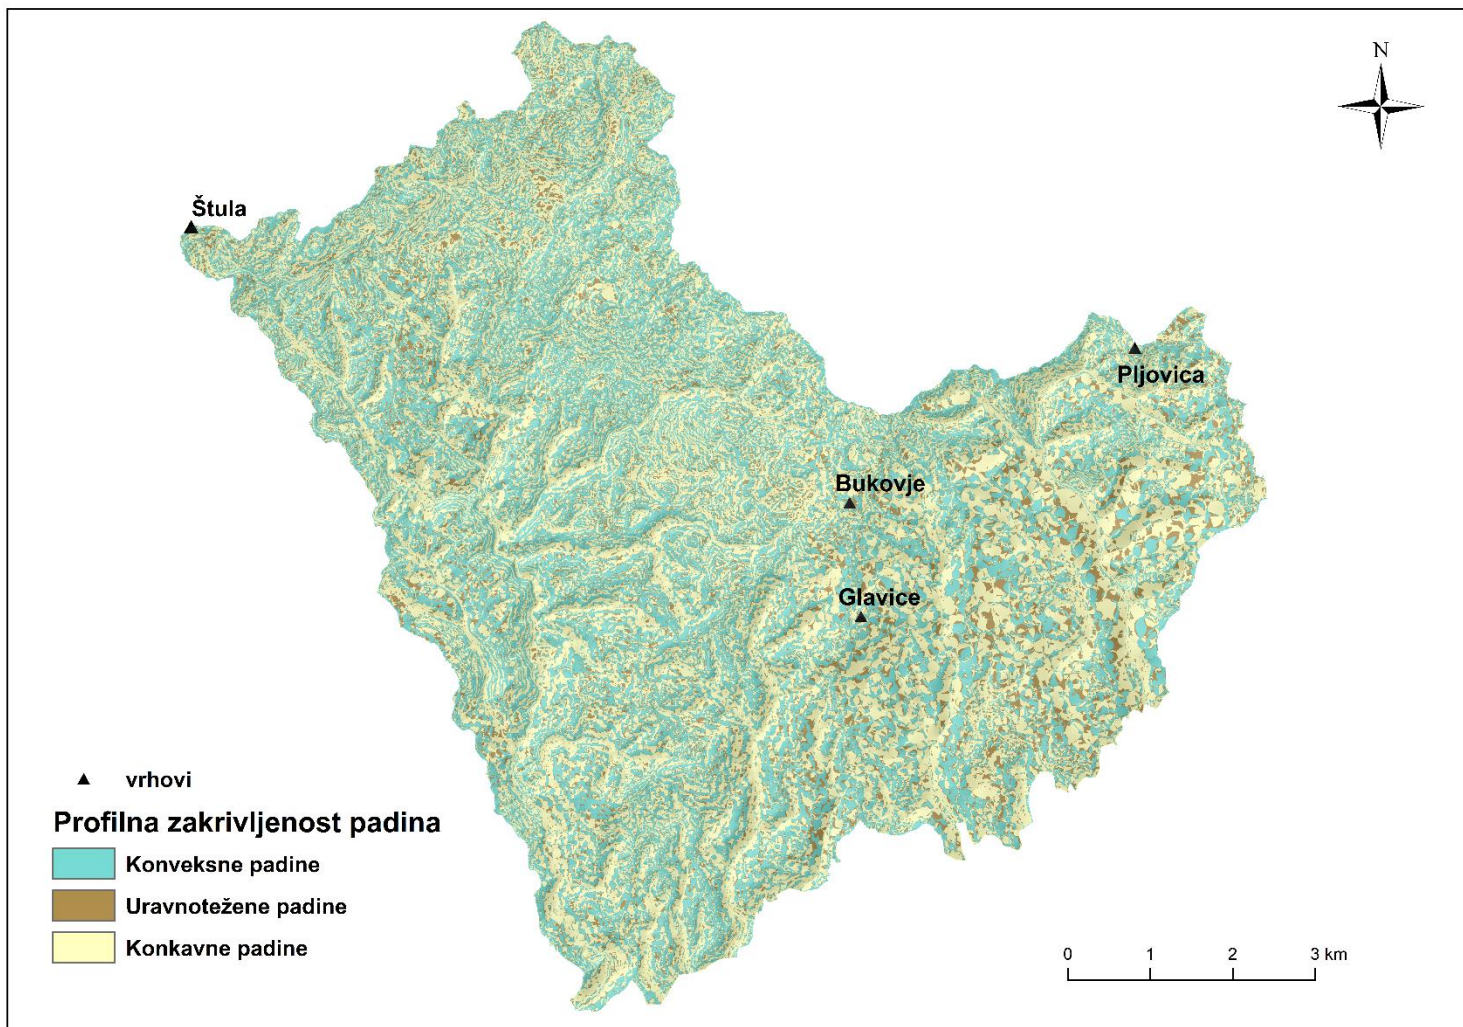 N
Štula
Pljovica
Bukovje
Glavice
vrhovi
Profilna zakrivljenost padina
Konveksne padine
Uravnotežene padine
Konkavne padine
0 1 2 3 km